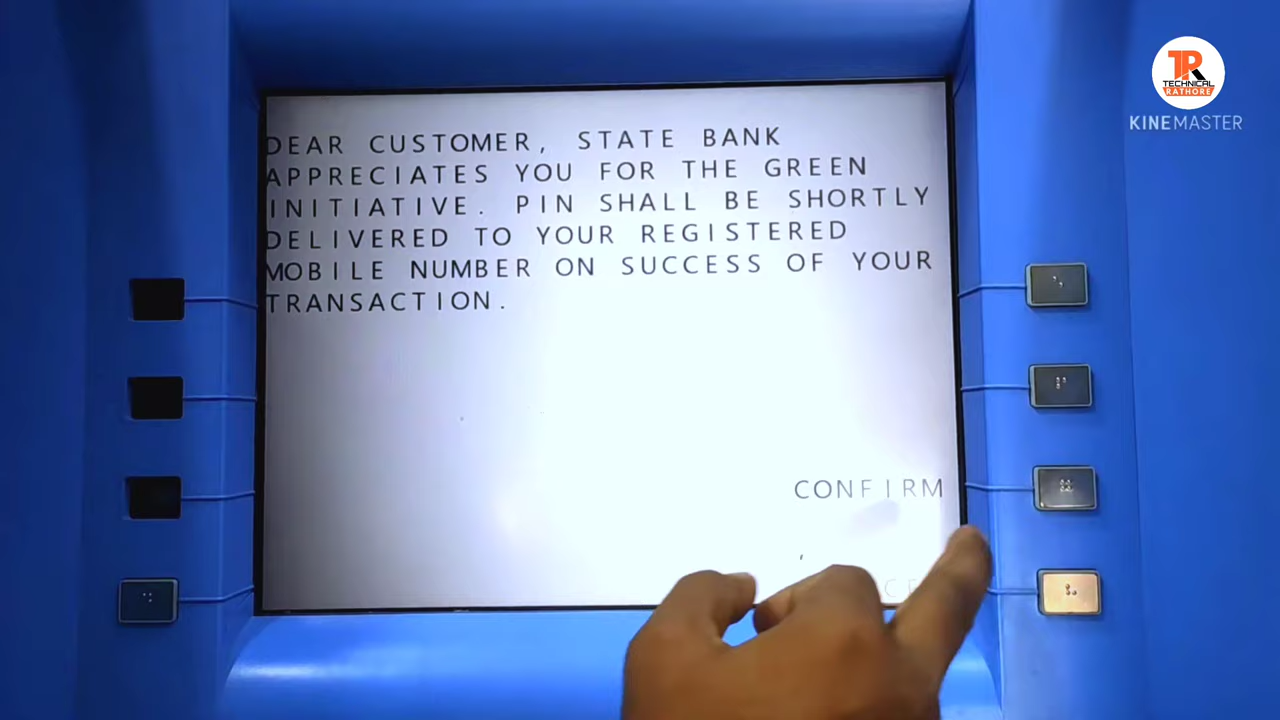 DEAR CUSTOMER, STATE BANK
APPRECIATES YOU FOR THE GREEN
INITIATIVE. PIN SHALL BE SHORTLY
DELIVERED TO YOUR REGISTERED
MOBILE NUMBER ON SUCCESS OF YOUR
TRANSACTION.
CONFIRM
TR
TECHNICAL
RATHORE
KINEMASTER